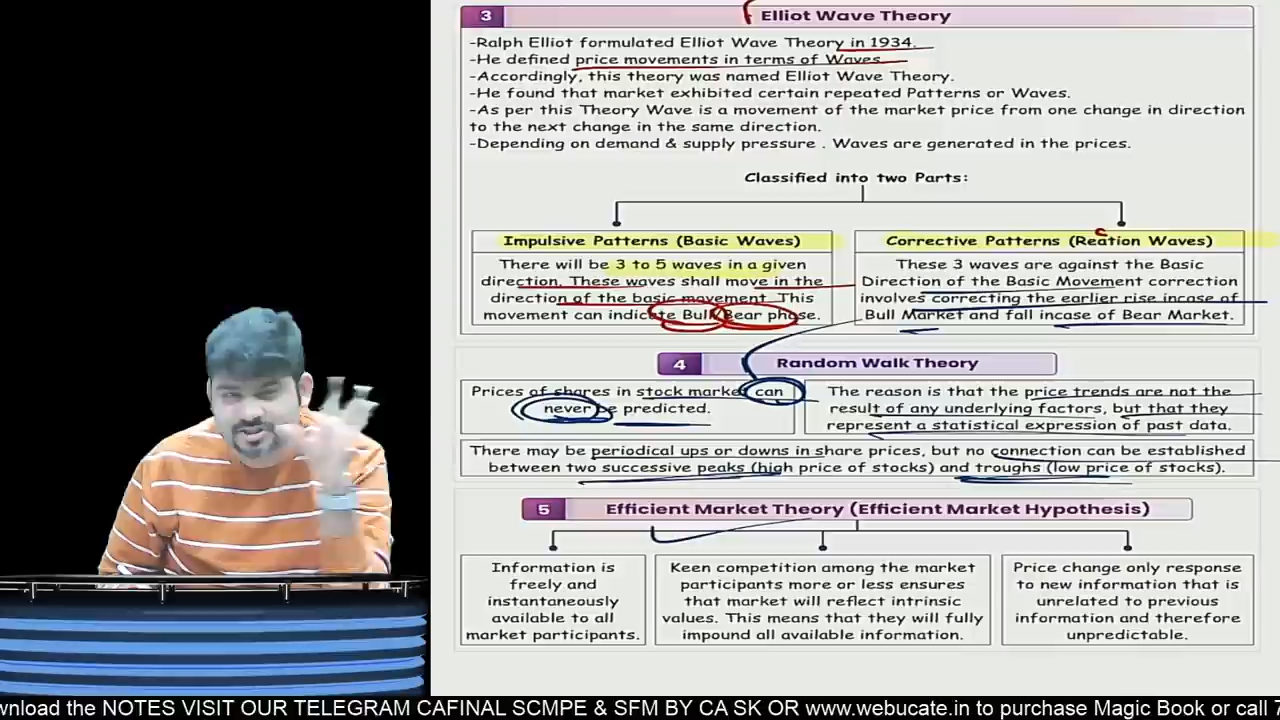 3 Elliot Wave Theory
-Ralph Elliot formulated Elliot Wave Theory in 1934.
-He defined price movements in terms of Waves.
-Accordingly, this theory was named Elliot Wave Theory.
-He found that market exhibited certain repeated Patterns or Waves.
-As per this Theory Wave is a movement of the market price from one change in direction
to the next change in the same direction.
-Depending on demand & supply pressure . Waves are generated in the prices.
Classified into two Parts:
Impulsive Patterns (Basic Waves)
There will be 3 to 5 waves in a given
direction. These waves shall move in the
direction of the basic movement. This
movement can indicate Bull Bear phase.
Corrective Patterns (Reation Waves)
c
These 3 waves are against the Basic
Direction of the Basic Movement correction
involves correcting the earlier rise incase of
Bull Market and fall incase of Bear Market.
4 Random Walk Theory
Prices of shares in stock market can
never be predicted.
The reason is that the price trends are not the
result of any underlying factors, but that they
represent a statistical expression of past data.
There may be periodical ups or downs in share prices, but no connection can be established
between two successive peaks (high price of stocks) and troughs (low price of stocks).
5 Efficient Market Theory (Efficient Market Hypothesis)
Information is
freely and
instantaneously
available to all
market participants.
Keen competition among the market
participants more or less ensures
that market will reflect intrinsic
values. This means that they will fully
impound all available information.
Price change only response
to new information that is
unrelated to previous
information and therefore
unpredictable.
wnload the NOTES VISIT OUR TELEGRAM CAFINAL SCMPE & SFM BY CA SK OR www.webucate.in to purchase Magic Book or call 7